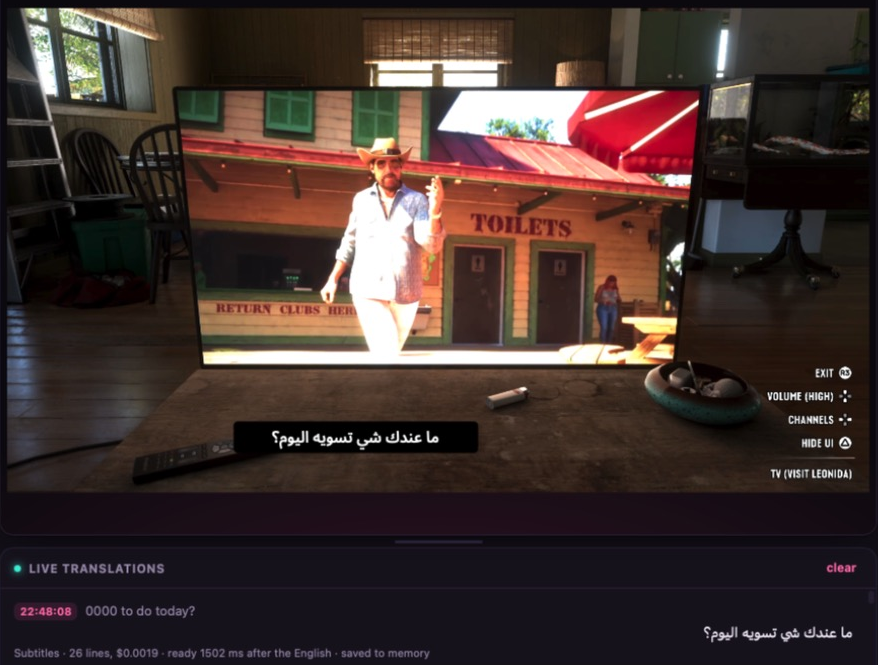 TOILETS
RETURN CLUBS HERE
EXIT R3
VOLUME (HIGH)
CHANNELS
HIDE UI
TV (VISIT LEONIDA)
ما عندك شي تسويه اليوم؟
LIVE TRANSLATIONS
clear
22:48:08 0000 to do today?
ما عندك شي تسويه اليوم؟
Subtitles · 26 lines, $0.0019 · ready 1502 ms after the English · saved to memory